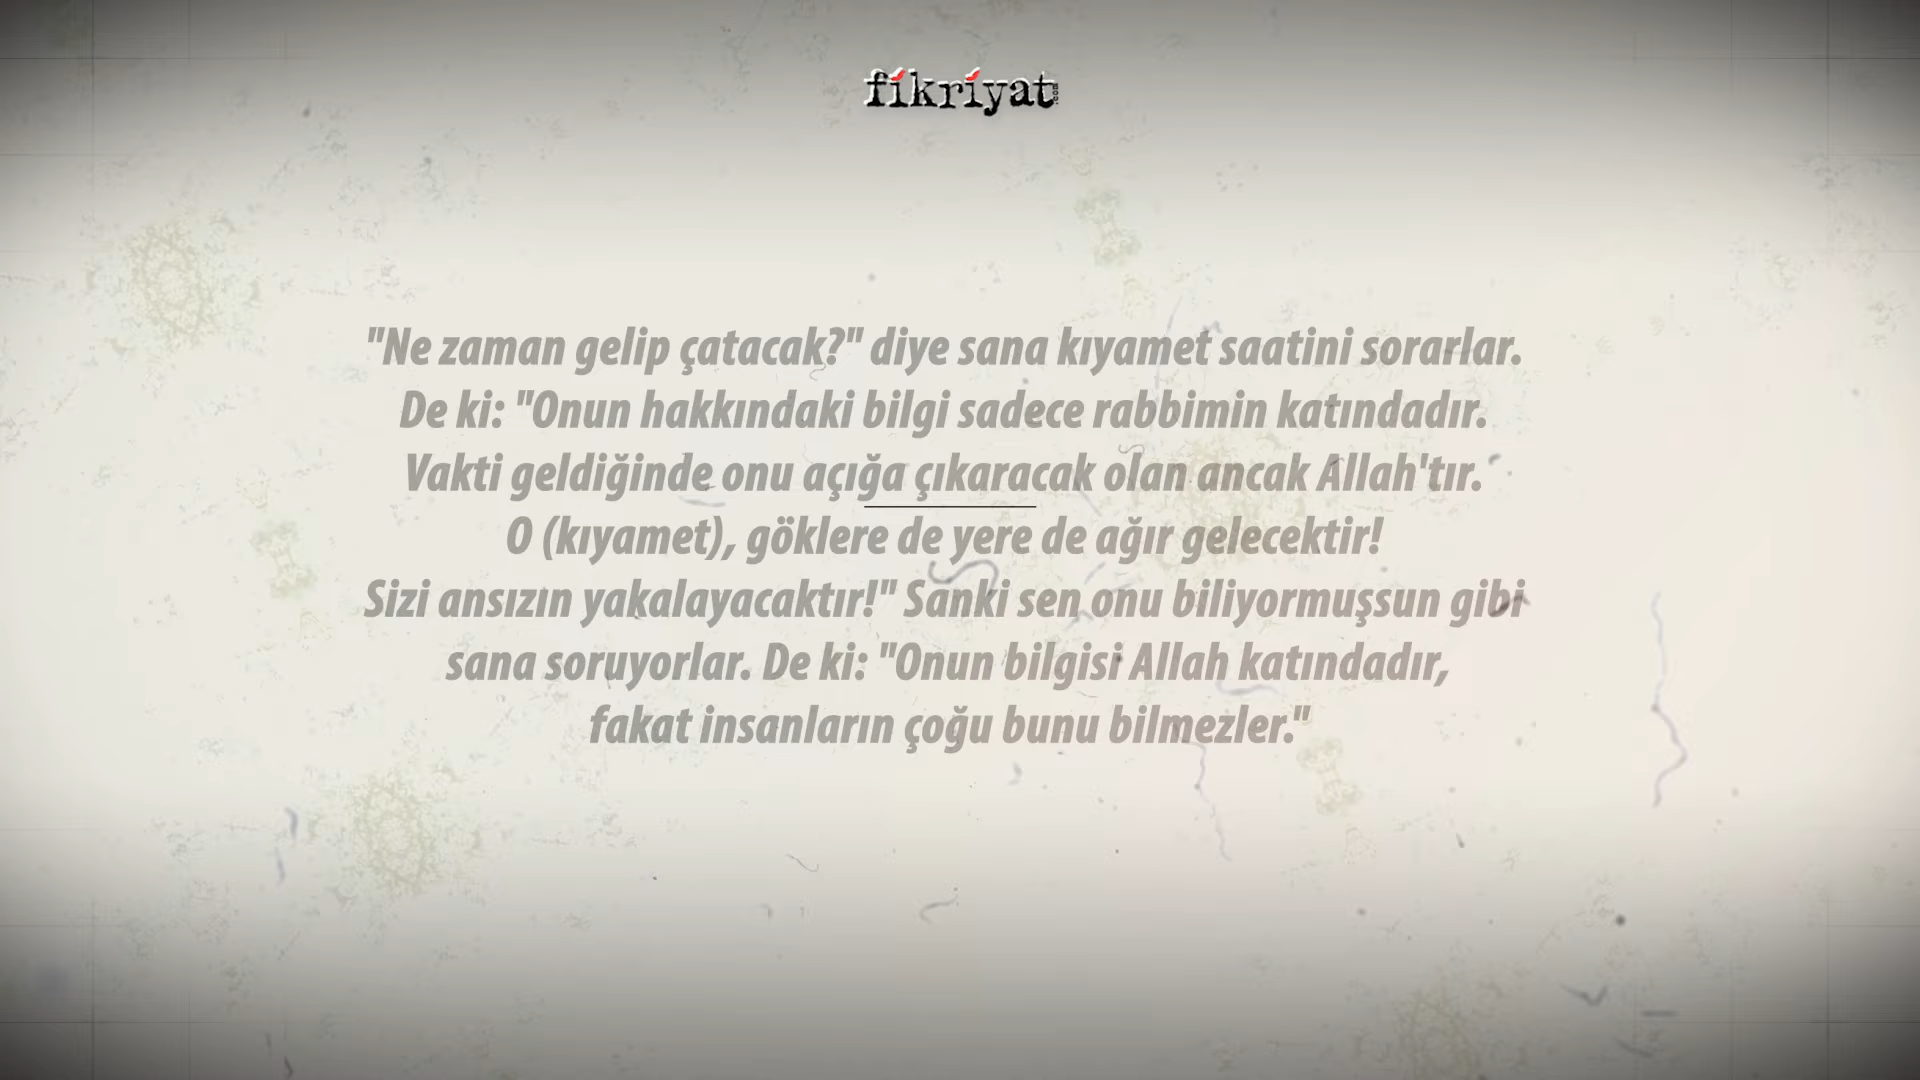 fikriyat.com
"Ne zaman gelip çatacak?" diye sana kıyamet saatini sorarlar.
De ki: "Onun hakkındaki bilgi sadece rabbimin katındadır.
Vakti geldiğinde onu açığa çıkaracak olan ancak Allah'tır.
O (kıyamet), göklere de yere de ağır gelecektir!
Sizi ansızın yakalayacaktır!" Sanki sen onu biliyormuşsun gibi
sana soruyorlar. De ki: "Onun bilgisi Allah katındadır,
fakat insanların çoğu bunu bilmezler."